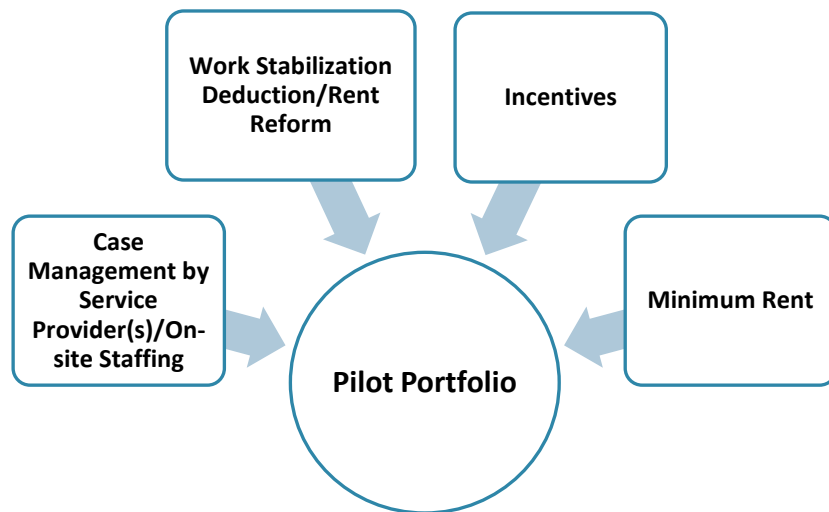 Work Stabilization
Deduction/Rent
Reform
Incentives
Case
Management by
Service
Provider(s)/On-
site Staffing
Minimum Rent
Pilot Portfolio